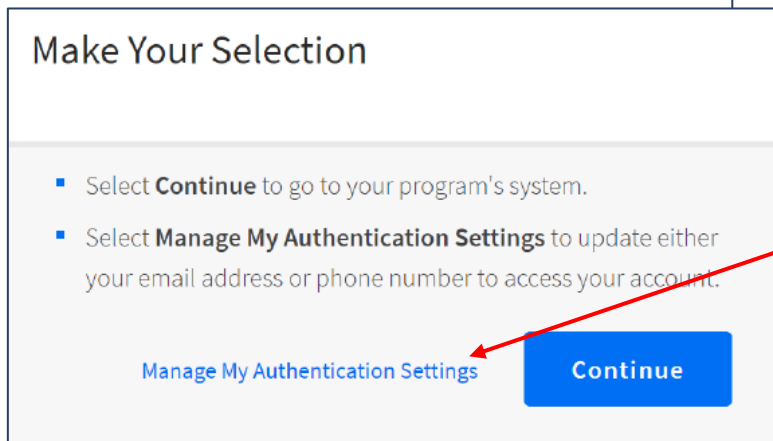 Make Your Selection
Select Continue to go to your program's system.
Select Manage My Authentication Settings to update either
your email address or phone number to access your account.
Manage My Authentication Settings
Continue